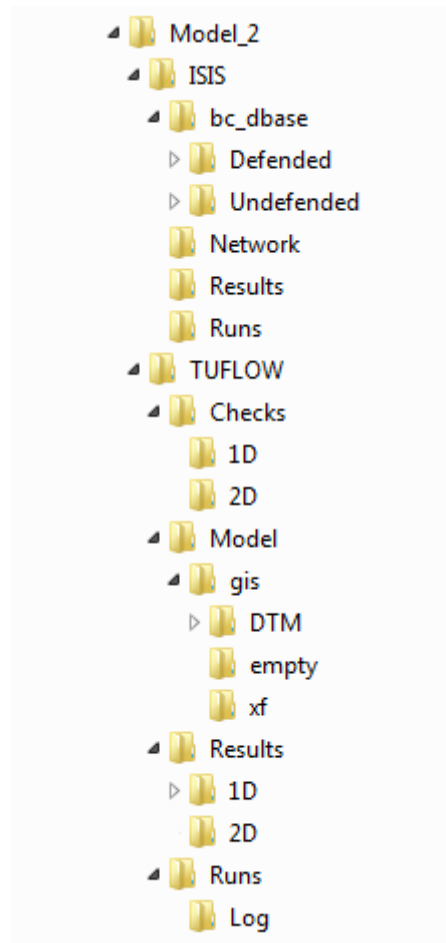 Model_2
ISIS
bc_dbase
Defended
Undefended
Network
Results
Runs
TUFLOW
Checks
1D
2D
Model
gis
DTM
empty
xf
Results
1D
2D
Runs
Log